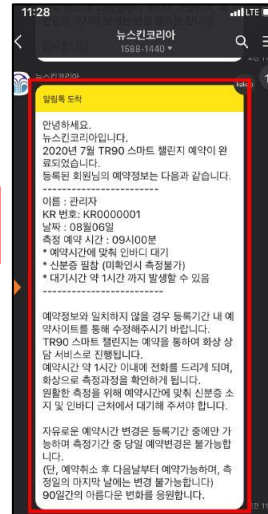 11:28
LTE
뉴스킨코리아
1588-1440
뉴스킨코리아
알림톡 도착
안녕하세요.
뉴스킨코리아입니다.
2020년 7월 TR90 스마트 챌린지 예약이 완
료되었습니다.
등록된 회원님의 예약정보는 다음과 같습니다.
------------------------
이름 : 관리자
KR 번호: KR0000001
날짜 : 08월06일
측정 예약 시간 : 09시00분
* 예약시간에 맞춰 인바디 대기
* 신분증 필참 (미확인시 측정불가)
* 대기시간 약 1시간 까지 발생할 수 있음
------------------------
예약정보와 일치하지 않을 경우 등록기간 내 예
약사이트를 통해 수정해주시기 바랍니다.
TR90 스마트 챌린지는 예약을 통하여 화상 상
담 서비스로 진행됩니다.
예약시간 약 1시간 이내에 전화를 드리게 되며,
화상으로 측정과정을 확인하게 됩니다.
원활한 측정을 위해 예약시간에 맞춰 신분증 소
지 및 인바디 근처에서 대기해 주셔야 합니다.
자유로운 예약시간 변경은 등록기간 중에만 가
능하며 측정기간 중 당일 예약변경은 불가능합
니다.
(단, 예약취소 후 다음날부터 예약가능하며, 측
정일의 마지막 날에는 변경 불가능합니다)
90일간의 아름다운 변화를 응원합니다.